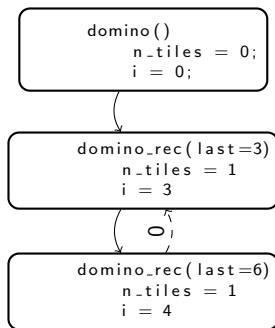 domino()
n_tiles = 0;
i = 0;
domino_rec(last=3)
n_tiles = 1
i = 3
0
domino_rec(last=6)
n_tiles = 1
i = 4